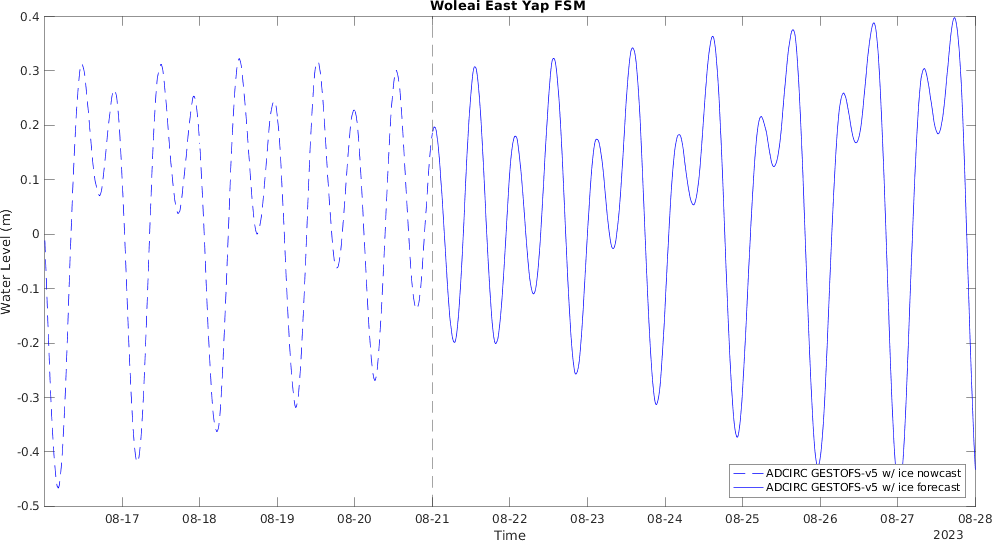 Woleai East Yap FSM
0.4
0.3
0.2
0.1
0
-0.1
-0.2
-0.3
-0.4
-0.5
Water Level (m)
ADCIRC GESTOFS-v5 w/ ice nowcast
ADCIRC GESTOFS-v5 w/ ice forecast
08-17 08-18 08-19 08-20 08-21 08-22 08-23 08-24 08-25 08-26 08-27 08-28
Time
2023